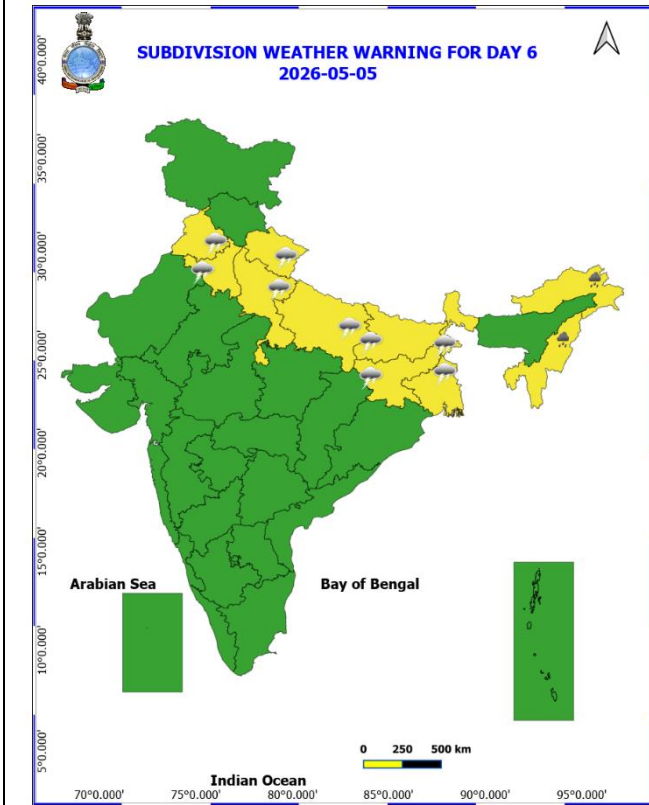 SUBDIVISION WEATHER WARNING FOR DAY 6
2026-05-05
40°0.000'
35°0.000'
30°0.000'
25°0.000'
20°0.000'
15°0.000'
10°0.000'
5°0.000'
Arabian Sea
Bay of Bengal
0 250 500 km
Indian Ocean
70°0.000' 75°0.000' 80°0.000' 85°0.000' 90°0.000' 95°0.000'